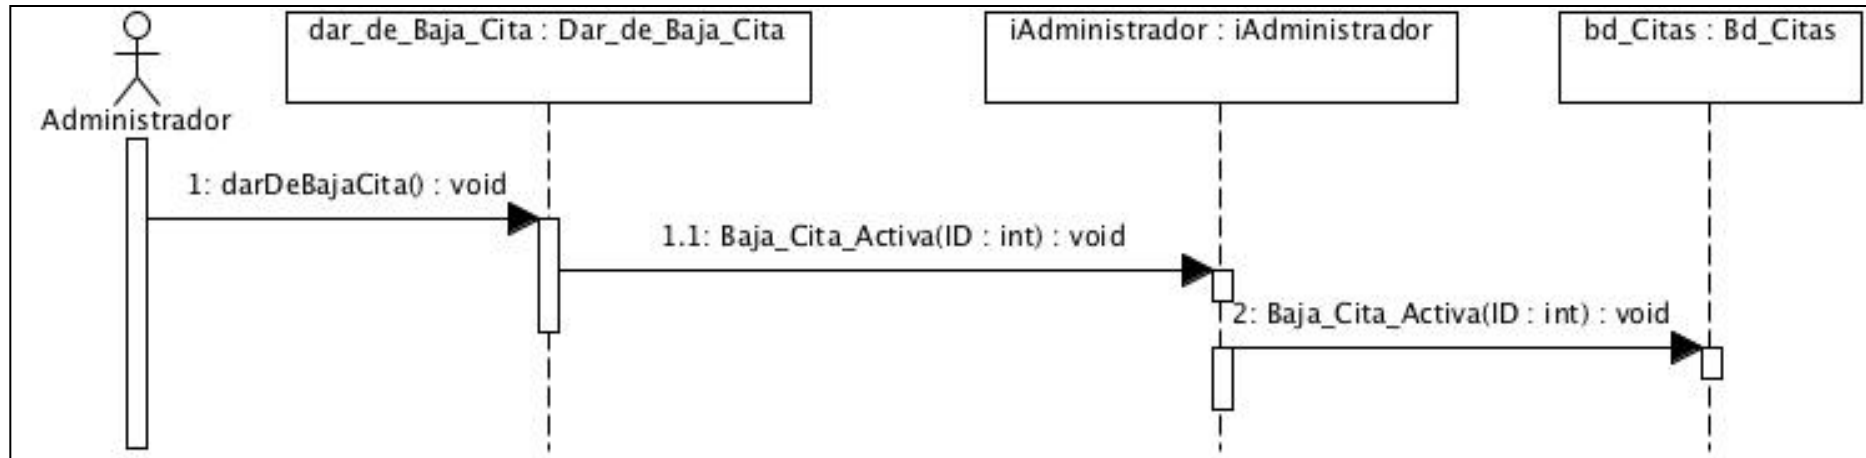 dar_de_Baja_Cita : Dar_de_Baja_Cita
iAdministrador : iAdministrador
bd_Citas : Bd_Citas
Administrador
1: darDeBajaCita() : void
1.1: Baja_Cita_Activa(ID : int) : void
2: Baja_Cita_Activa(ID : int) : void